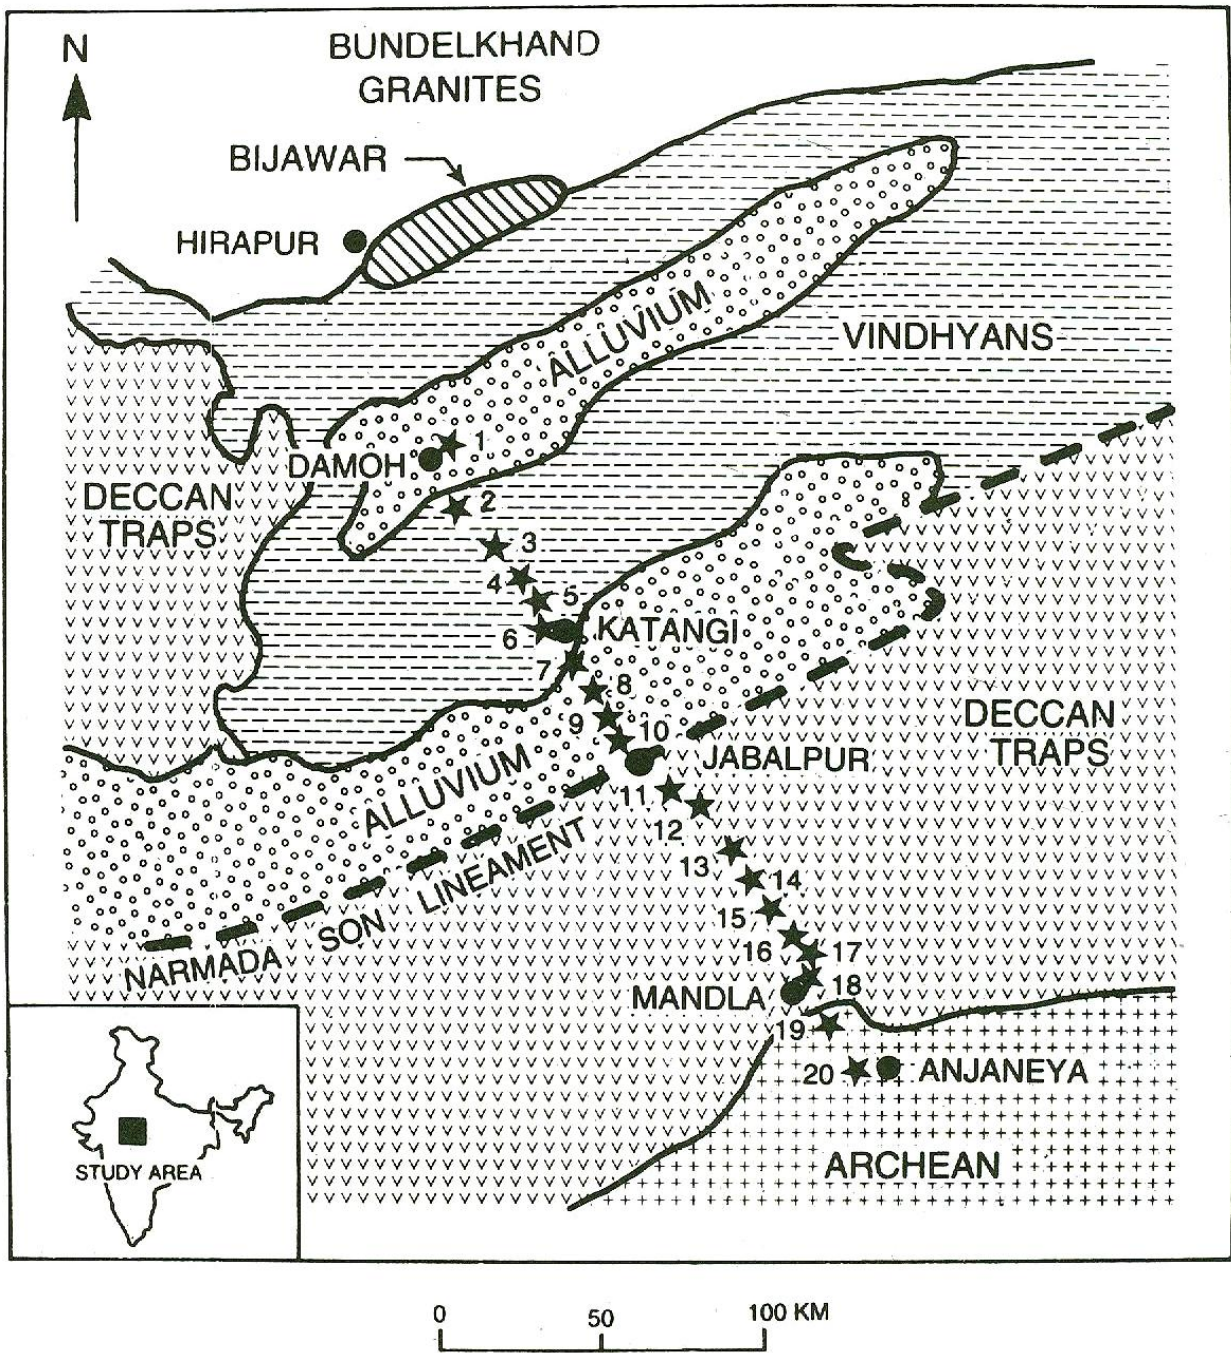 N
BUNDELKHAND
GRANITES
BIJAWAR
HIRAPUR
ALLUVIUM
VINDHYANS
1
DAMOH
2
DECCAN
TRAPS
3
4
5
6
KATANGI
7
8
9
10
DECCAN
TRAPS
JABALPUR
ALLUVIUM
11
12
13
14
15
16
17
NARMADA SON LINEAMENT
18
MANDLA
19
20
ANJANEYA
ARCHEAN
STUDY AREA
0 50 100 KM